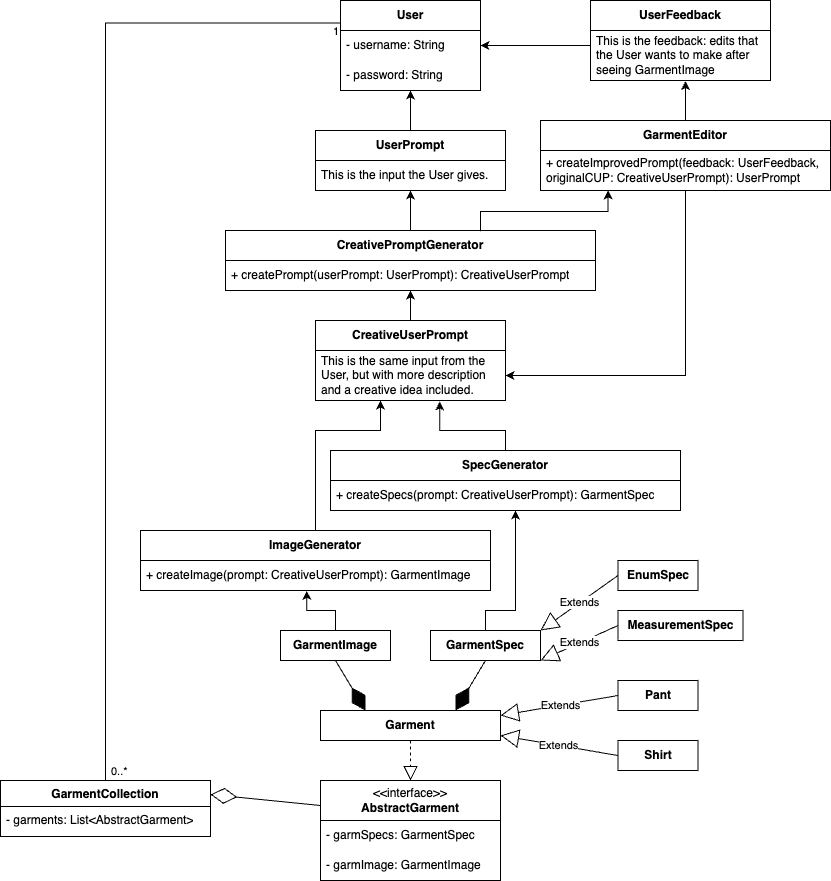 User
1
- username: String
- password: String
UserFeedback
This is the feedback: edits that
the User wants to make after
seeing GarmentImage
UserPrompt
This is the input the User gives.
GarmentEditor
+ createImprovedPrompt(feedback: UserFeedback,
originalCUP: CreativeUserPrompt): UserPrompt
CreativePromptGenerator
+ createPrompt(userPrompt: UserPrompt): CreativeUserPrompt
CreativeUserPrompt
This is the same input from the
User, but with more description
and a creative idea included.
SpecGenerator
+ createSpecs(prompt: CreativeUserPrompt): GarmentSpec
ImageGenerator
+ createImage(prompt: CreativeUserPrompt): GarmentImage
EnumSpec
Extends
MeasurementSpec
Extends
GarmentImage
GarmentSpec
Pant
Extends
Garment
Extends
Shirt
0..*
GarmentCollection
- garments: List<AbstractGarment>
<<interface>>
AbstractGarment
- garmSpecs: GarmentSpec
- garmImage: GarmentImage